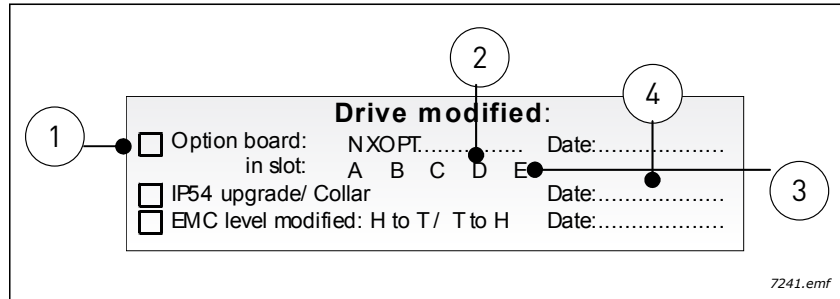 2
4
1
3
Drive modified:
Option board: NXOPT................. Date:...................
in slot: A B C D E
IP54 upgrade/ Collar Date:...................
EMC level modified: H to T / T to H Date:...................
7241.emf